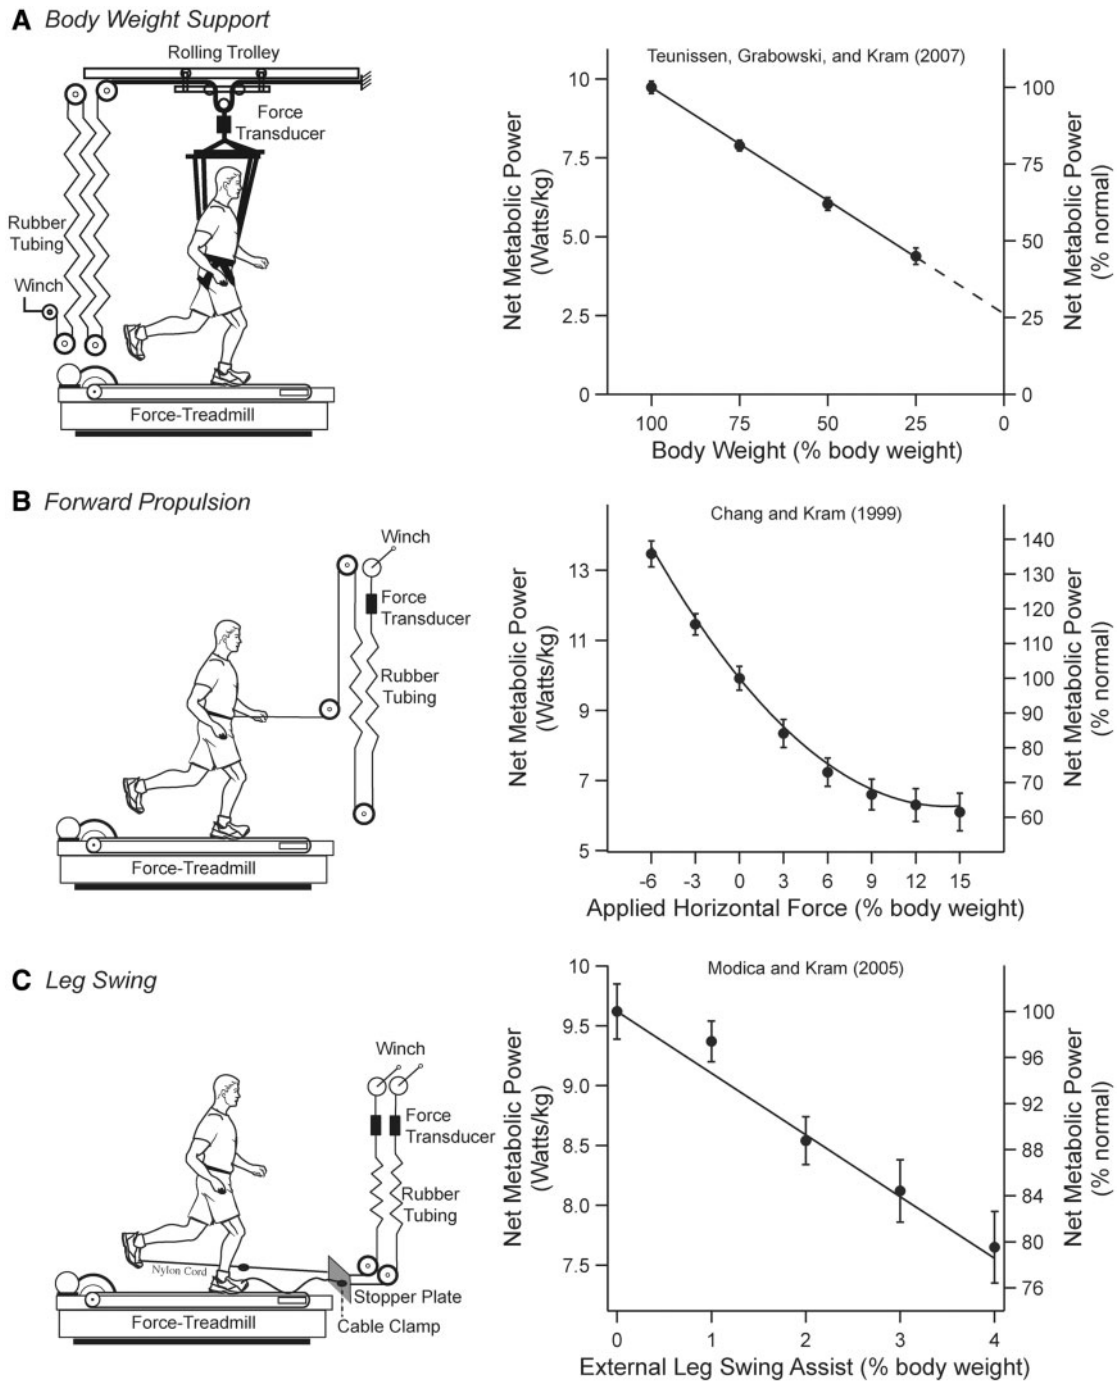 A Body Weight Support
Rolling Trolley
Force
Transducer
Rubber
Tubing
Winch
Force-Treadmill
Teunissen, Grabowski, and Kram (2007)
Net Metabolic Power
(Watts/kg)
10
7.5
5.0
2.5
0
Net Metabolic Power
(% normal)
100
75
50
25
0
100 75 50 25 0
Body Weight (% body weight)
B Forward Propulsion
Winch
Force
Transducer
Rubber
Tubing
Force-Treadmill
Chang and Kram (1999)
Net Metabolic Power
(Watts/kg)
13
11
9
7
5
Net Metabolic Power
(% normal)
140
130
120
110
100
90
80
70
60
-6 -3 0 3 6 9 12 15
Applied Horizontal Force (% body weight)
C Leg Swing
Winch
Force
Transducer
Rubber
Tubing
Nylon Cord
Stopper Plate
Cable Clamp
Force-Treadmill
Modica and Kram (2005)
Net Metabolic Power
(Watts/kg)
10
9.5
9.0
8.5
8.0
7.5
Net Metabolic Power
(% normal)
100
96
92
88
84
80
76
0 1 2 3 4
External Leg Swing Assist (% body weight)